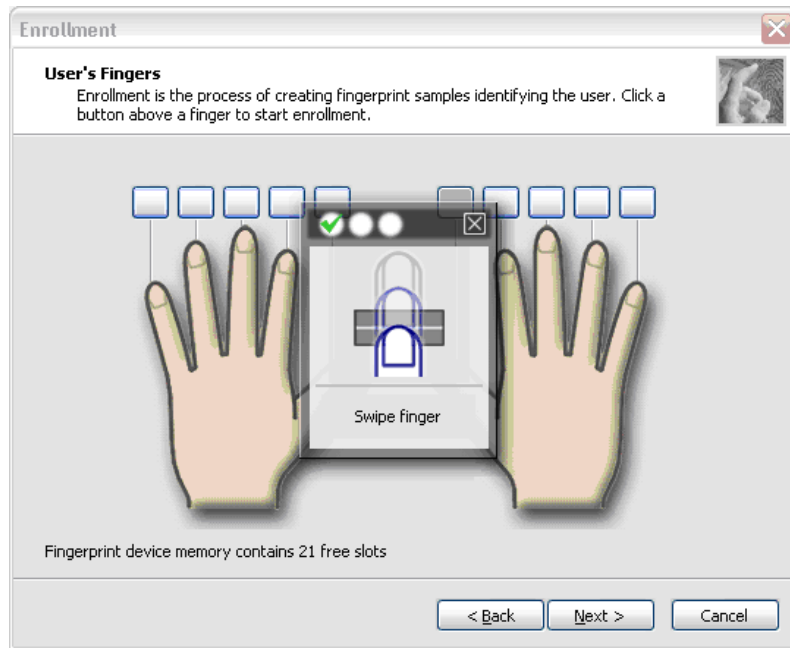 Enrollment
User's Fingers
Enrollment is the process of creating fingerprint samples identifying the user. Click a
button above a finger to start enrollment.
Swipe finger
Fingerprint device memory contains 21 free slots
< Back
Next >
Cancel